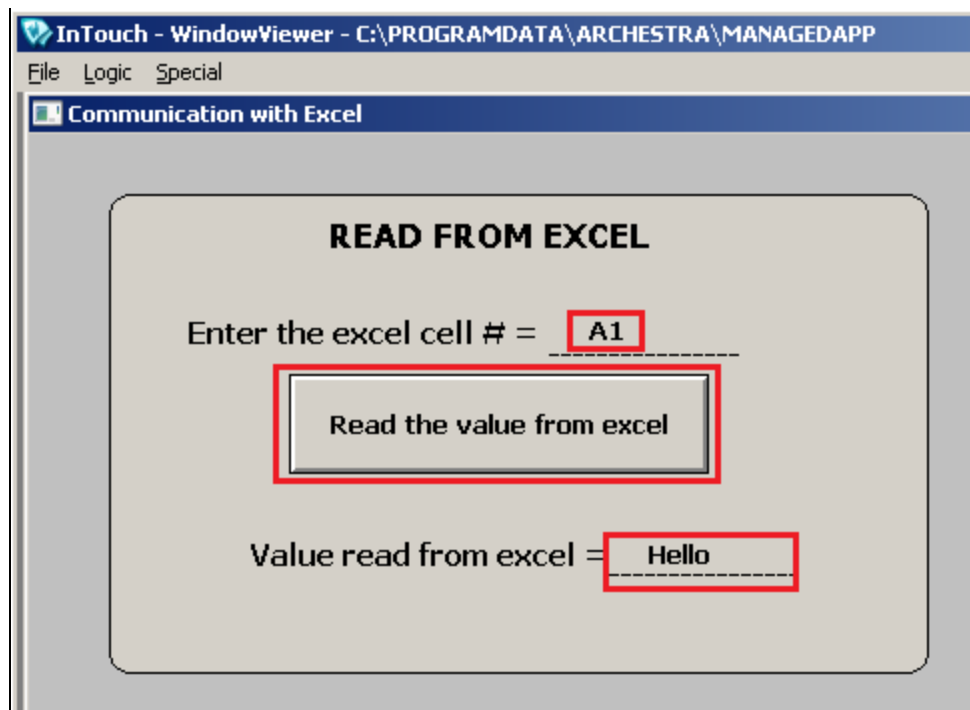 InTouch - WindowViewer - C:\PROGRAMDATA\ARCHESTRA\MANAGEDAPP
File Logic Special
Communication with Excel
READ FROM EXCEL
Enter the excel cell # = A1
Read the value from excel
Value read from excel = Hello